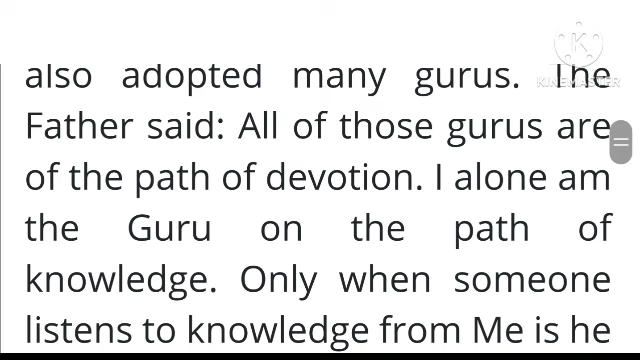 also adopted many gurus. The
Father said: All of those gurus are
of the path of devotion. I alone am
the Guru on the path of
knowledge. Only when someone
listens to knowledge from Me is he
K
KINEMASTER